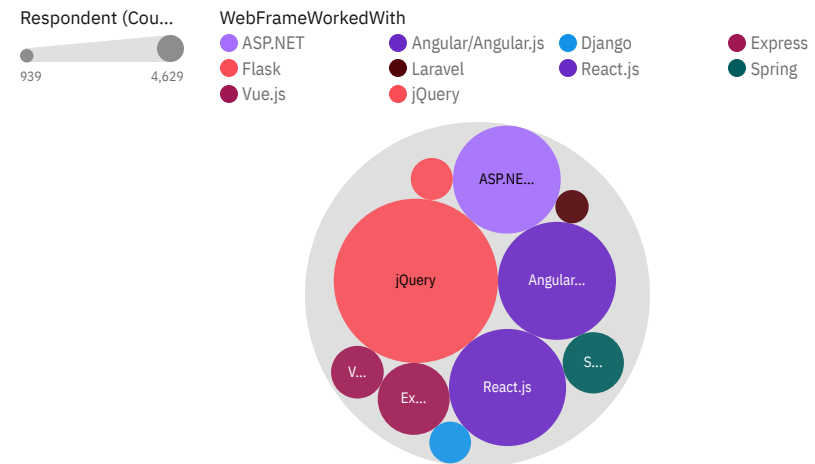 Respondent (Cou...
939
4,629
WebFrameWorkedWith
ASP.NET
Angular/Angular.js
Django
Express
Flask
Laravel
React.js
Spring
Vue.js
jQuery
ASP.NE...
jQuery
Angular...
S...
V...
Ex...
React.js